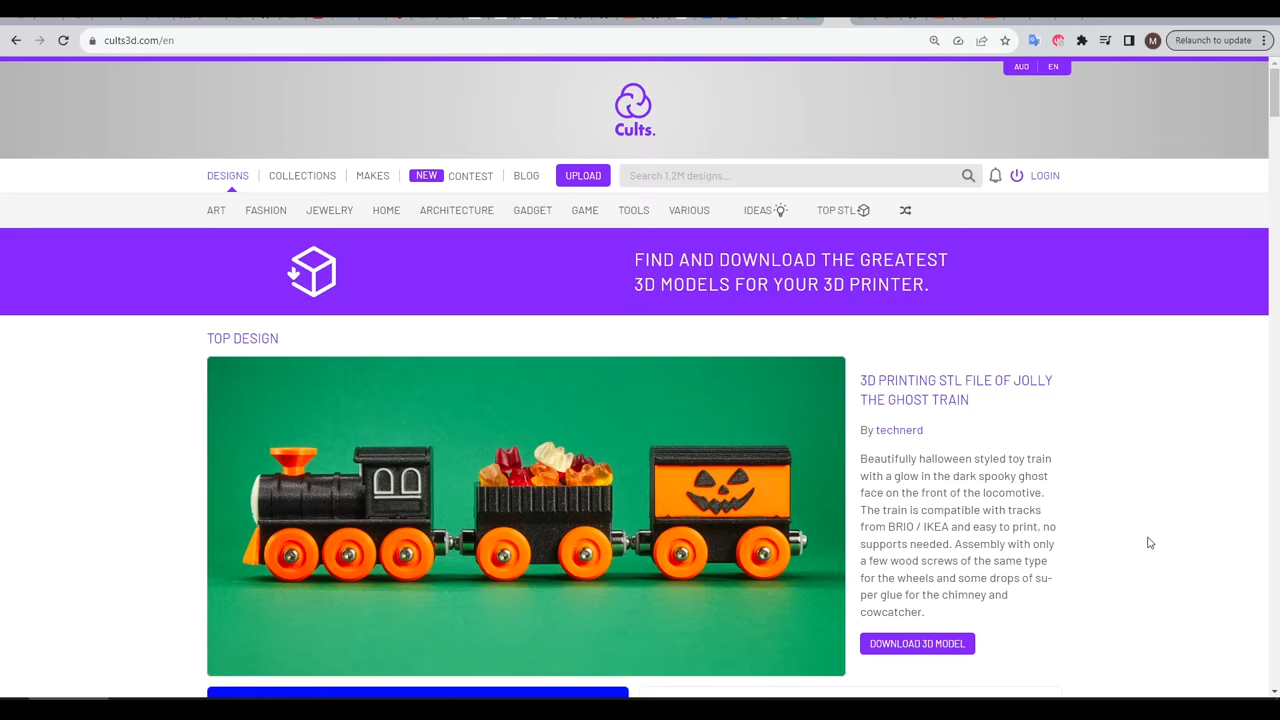 cults3d.com/en
M
Relaunch to update
AUD
EN
Cults.
DESIGNS
COLLECTIONS
MAKES
NEW
CONTEST
BLOG
UPLOAD
Search 1.2M designs...
LOGIN
ART
FASHION
JEWELRY
HOME
ARCHITECTURE
GADGET
GAME
TOOLS
VARIOUS
IDEAS
TOP STL
FIND AND DOWNLOAD THE GREATEST
3D MODELS FOR YOUR 3D PRINTER.
TOP DESIGN
3D PRINTING STL FILE OF JOLLY
THE GHOST TRAIN
By technerd
Beautifully halloween styled toy train
with a glow in the dark spooky ghost
face on the front of the locomotive.
The train is compatible with tracks
from BRIO / IKEA and easy to print, no
supports needed. Assembly with only
a few wood screws of the same type
for the wheels and some drops of su-
per glue for the chimney and
cowcatcher.
DOWNLOAD 3D MODEL